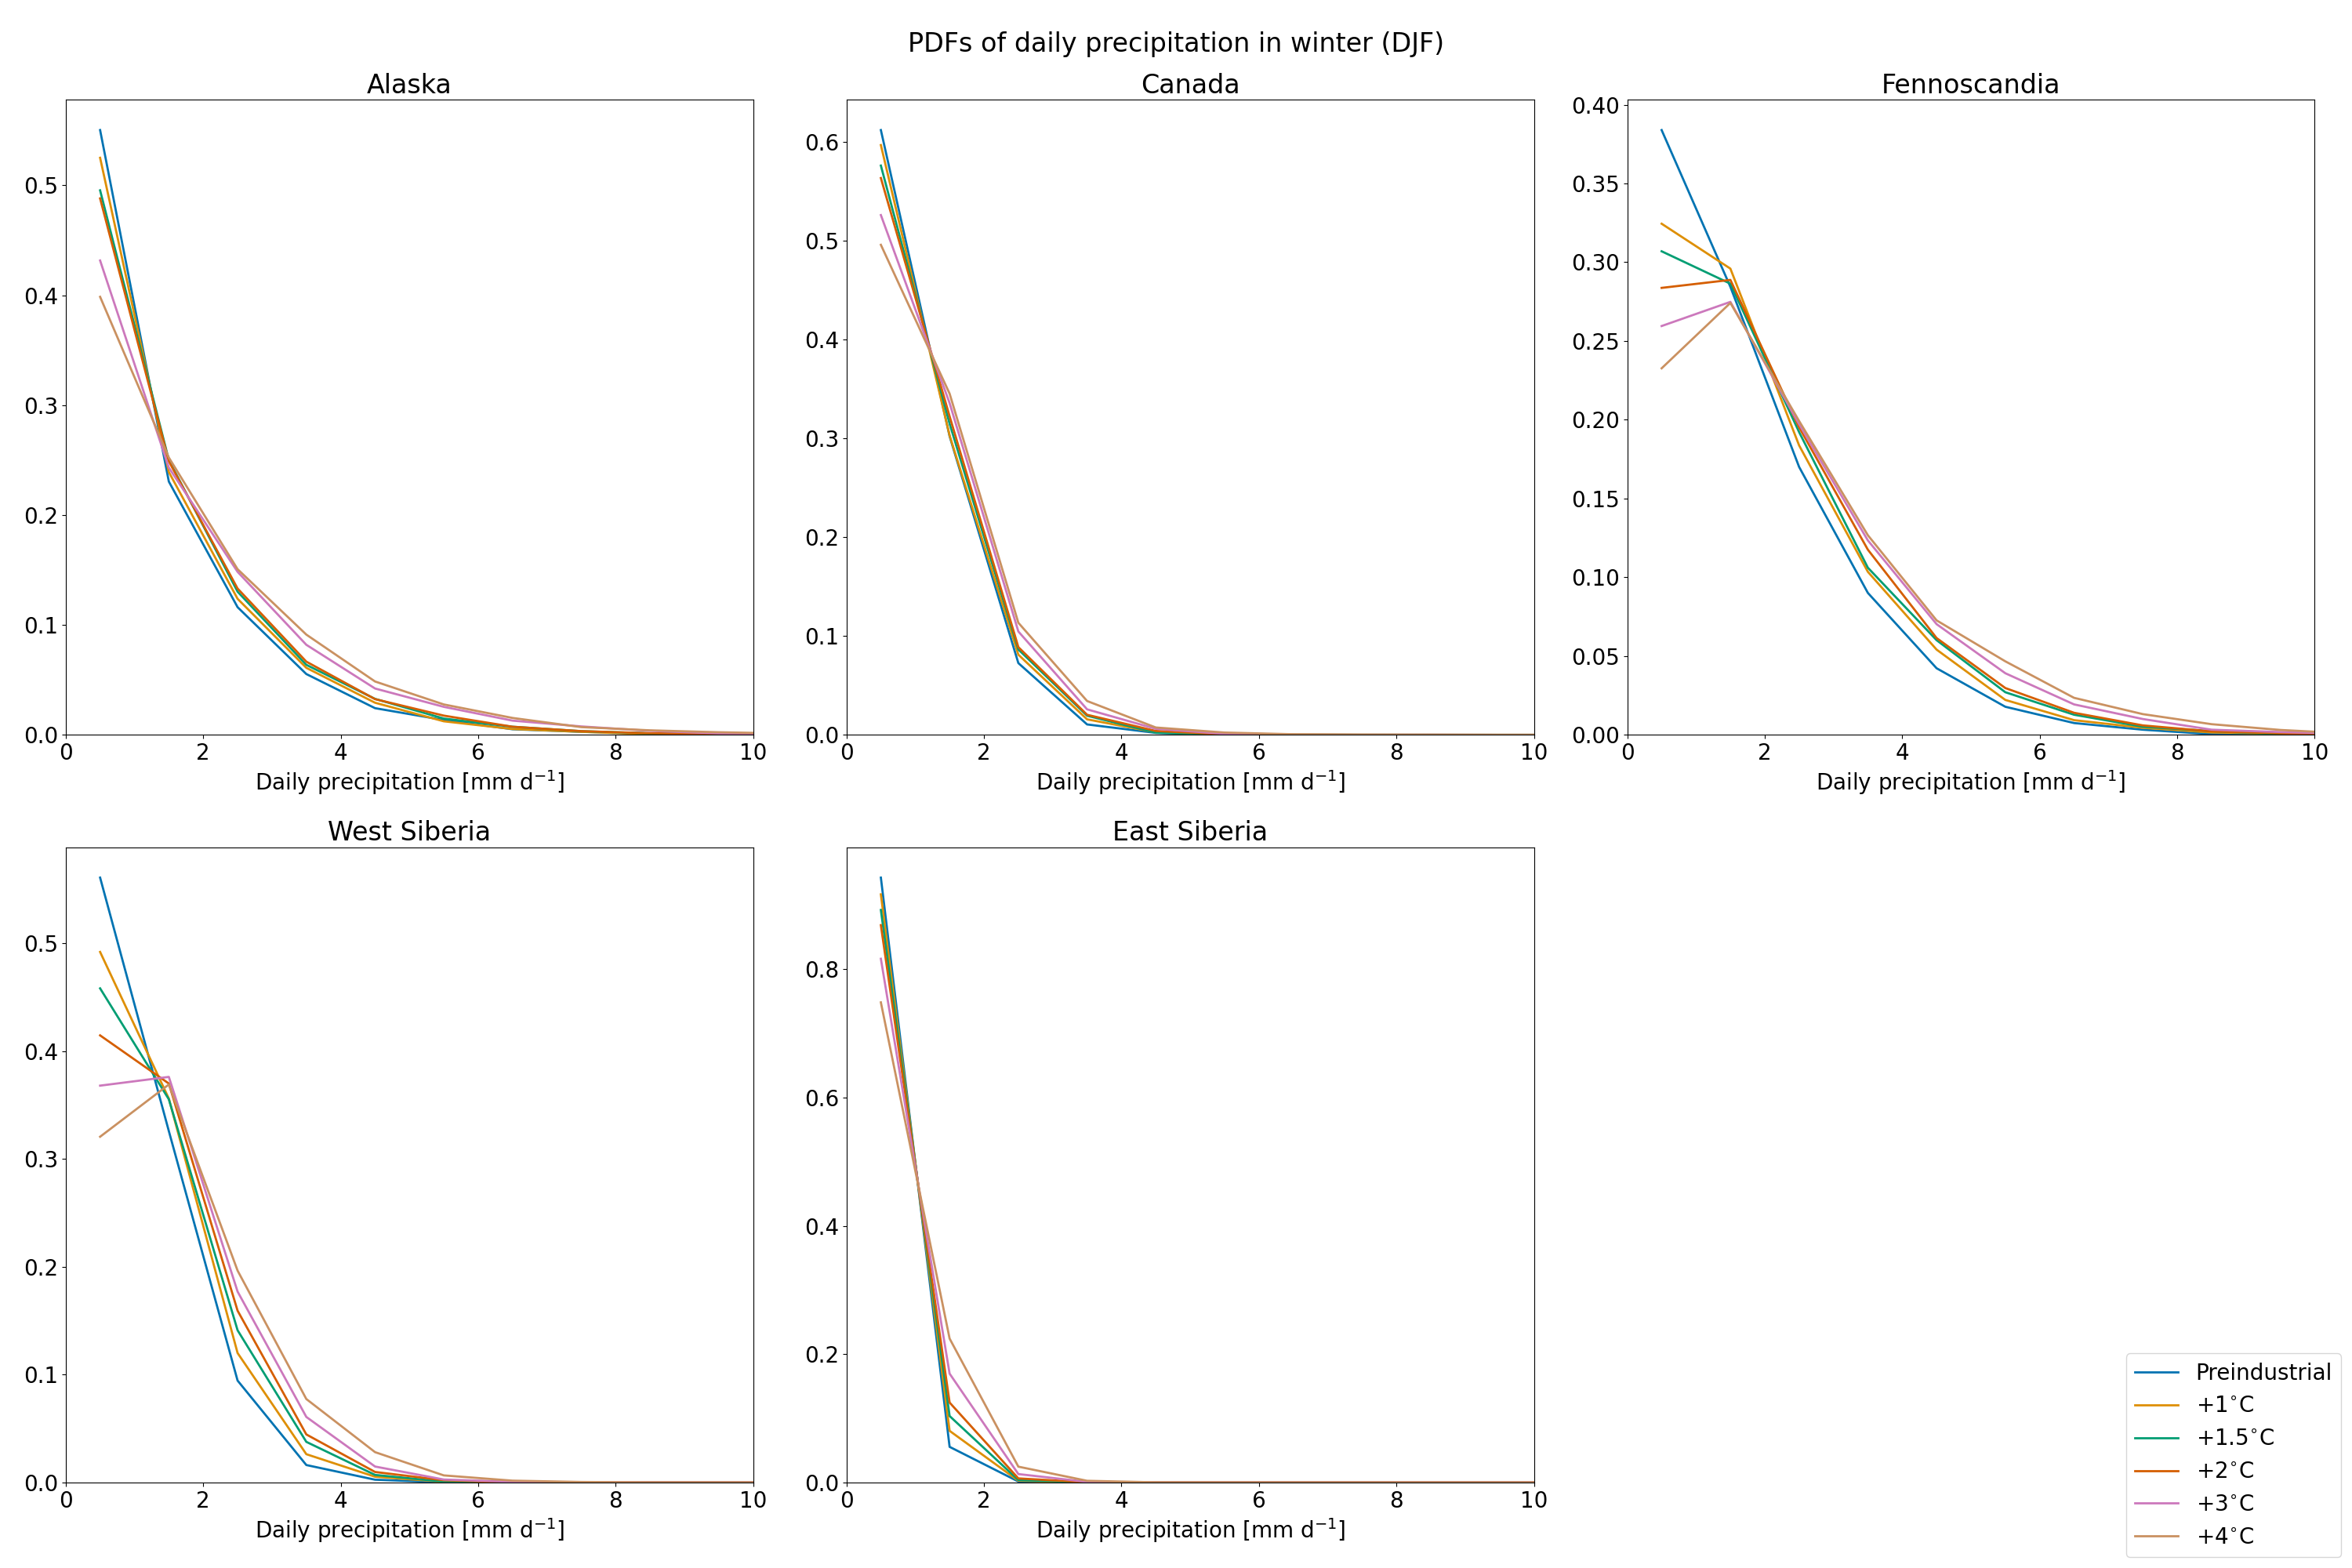 PDFs of daily precipitation in winter (DJF)
Alaska
0.5
0.4
0.3
0.2
0.1
0.0
0 2 4 6 8 10
Daily precipitation [mm d⁻¹]
Canada
0.6
0.5
0.4
0.3
0.2
0.1
0.0
0 2 4 6 8 10
Daily precipitation [mm d⁻¹]
Fennoscandia
0.40
0.35
0.30
0.25
0.20
0.15
0.10
0.05
0.00
0 2 4 6 8 10
Daily precipitation [mm d⁻¹]
West Siberia
0.5
0.4
0.3
0.2
0.1
0.0
0 2 4 6 8 10
Daily precipitation [mm d⁻¹]
East Siberia
0.8
0.6
0.4
0.2
0.0
0 2 4 6 8 10
Daily precipitation [mm d⁻¹]
Preindustrial
+1°C
+1.5°C
+2°C
+3°C
+4°C